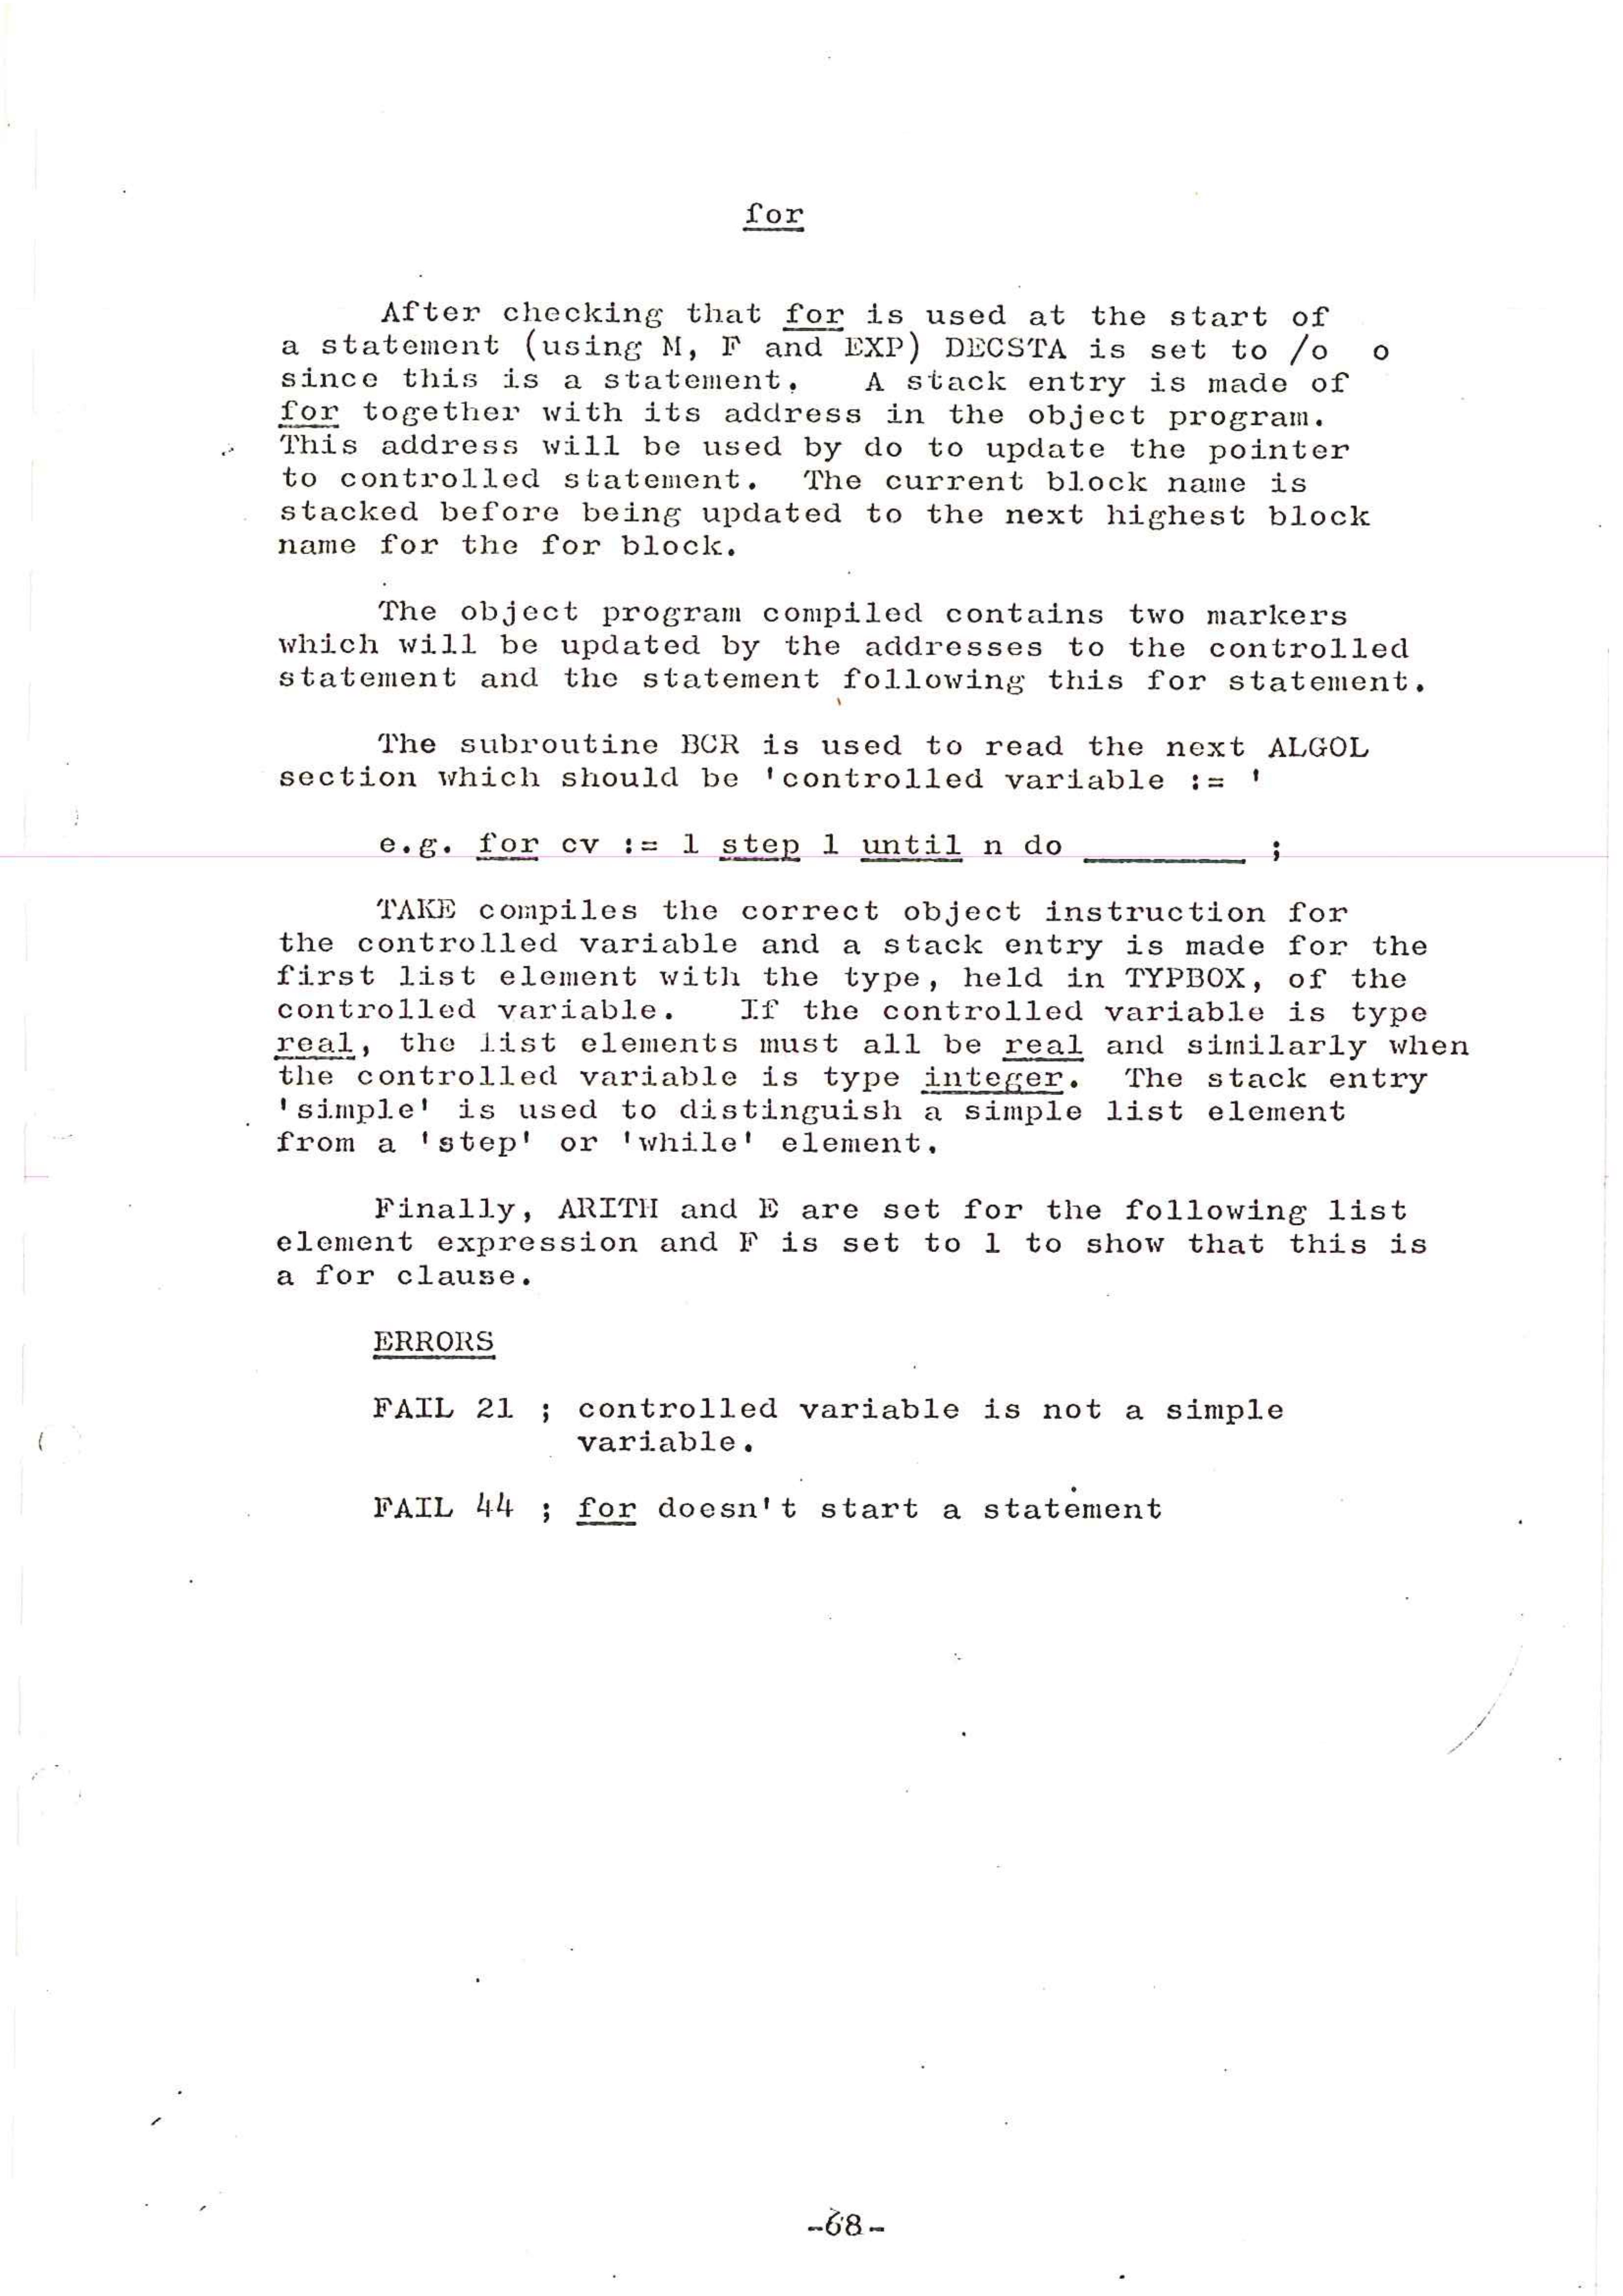 for
After checking that for is used at the start of
a statement (using M, F and EXP) DECSTA is set to /o o
since this is a statement. A stack entry is made of
for together with its address in the object program.
This address will be used by do to update the pointer
to controlled statement. The current block name is
stacked before being updated to the next highest block
name for the for block.
The object program compiled contains two markers
which will be updated by the addresses to the controlled
statement and the statement following this for statement.
The subroutine BCR is used to read the next ALGOL
section which should be 'controlled variable := '
e.g. for cv := 1 step 1 until n do ________ ;
TAKE compiles the correct object instruction for
the controlled variable and a stack entry is made for the
first list element with the type, held in TYPBOX, of the
controlled variable. If the controlled variable is type
real, the list elements must all be real and similarly when
the controlled variable is type integer. The stack entry
'simple' is used to distinguish a simple list element
from a 'step' or 'while' element.
Finally, ARITH and E are set for the following list
element expression and F is set to 1 to show that this is
a for clause.
ERRORS
FAIL 21 ; controlled variable is not a simple
variable.
FAIL 44 ; for doesn't start a statement
-68-